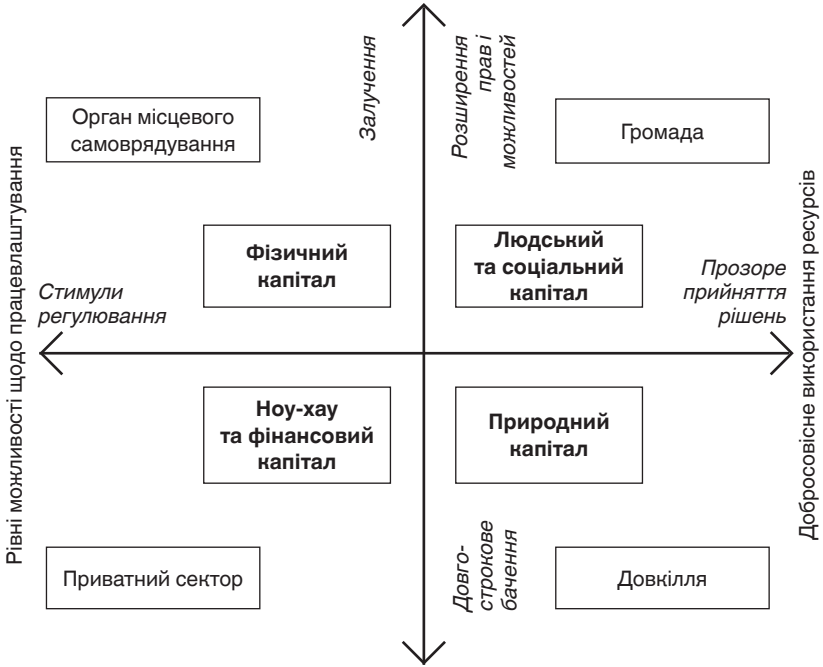 Залучення
Розширення
прав і
можливостей
Орган місцевого
самоврядування
Громада
Фізичний
капітал
Людський
та соціальний
капітал
Стимули
регулювання
Прозоре
прийняття
рішень
Рівні можливості щодо працевлаштування
Добросовісне використання ресурсів
Ноу-хау
та фінансовий
капітал
Природний
капітал
Приватний сектор
Довго-
строкове
бачення
Довкілля